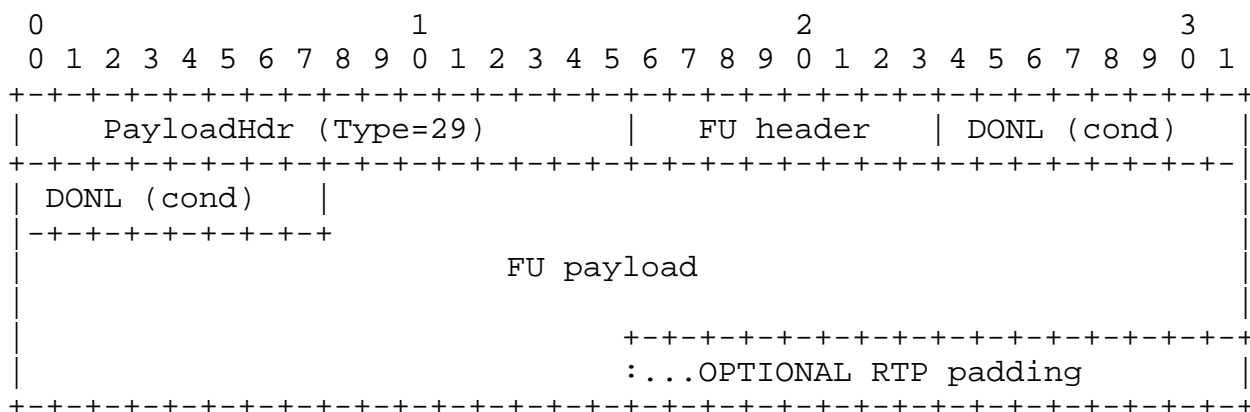 0                   1                   2                   3
 0 1 2 3 4 5 6 7 8 9 0 1 2 3 4 5 6 7 8 9 0 1 2 3 4 5 6 7 8 9 0 1
+-+-+-+-+-+-+-+-+-+-+-+-+-+-+-+-+-+-+-+-+-+-+-+-+-+-+-+-+-+-+-+-+
|    PayloadHdr (Type=29)       |   FU header   | DONL (cond)   |
+-+-+-+-+-+-+-+-+-+-+-+-+-+-+-+-+-+-+-+-+-+-+-+-+-+-+-+-+-+-+-+-|
| DONL (cond)   |                                               |
|-+-+-+-+-+-+-+-+                                               |
|                         FU payload                            |
|                                                               |
|                               +-+-+-+-+-+-+-+-+-+-+-+-+-+-+-+-+
|                               :...OPTIONAL RTP padding        |
+-+-+-+-+-+-+-+-+-+-+-+-+-+-+-+-+-+-+-+-+-+-+-+-+-+-+-+-+-+-+-+-+